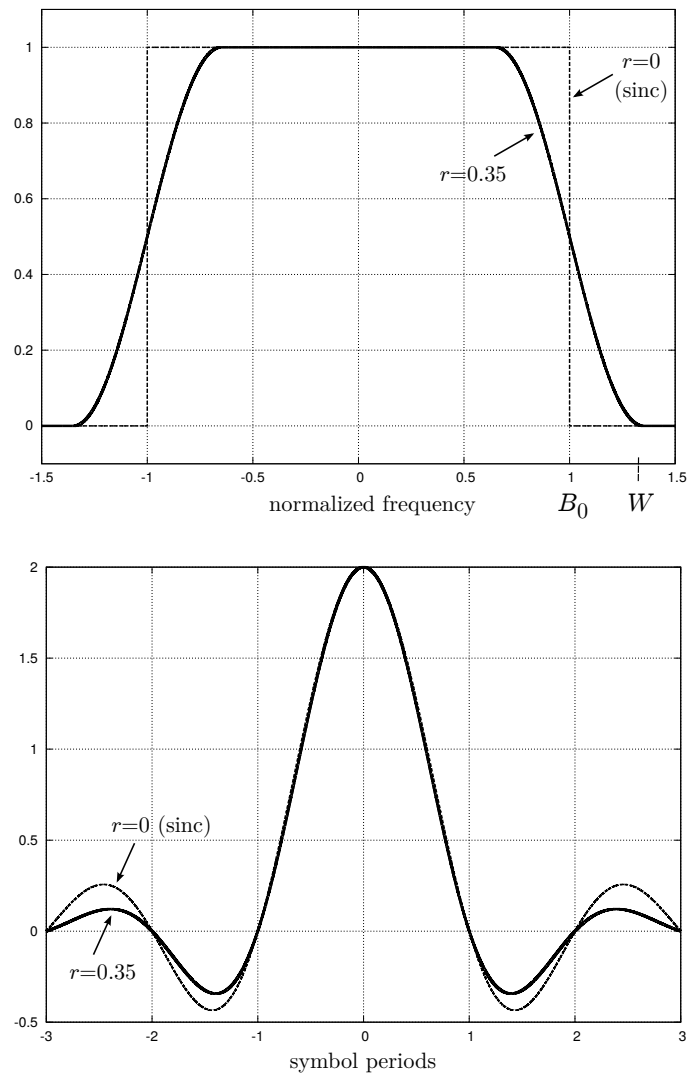 1
r=0
(sinc)
0.8
r=0.35
0.6
0.4
0.2
0
-1.5 -1 -0.5 0 0.5 1 1.5
normalized frequency B₀ W
2
1.5
1
r=0 (sinc)
0.5
0
r=0.35
-0.5
-3 -2 -1 0 1 2 3
symbol periods